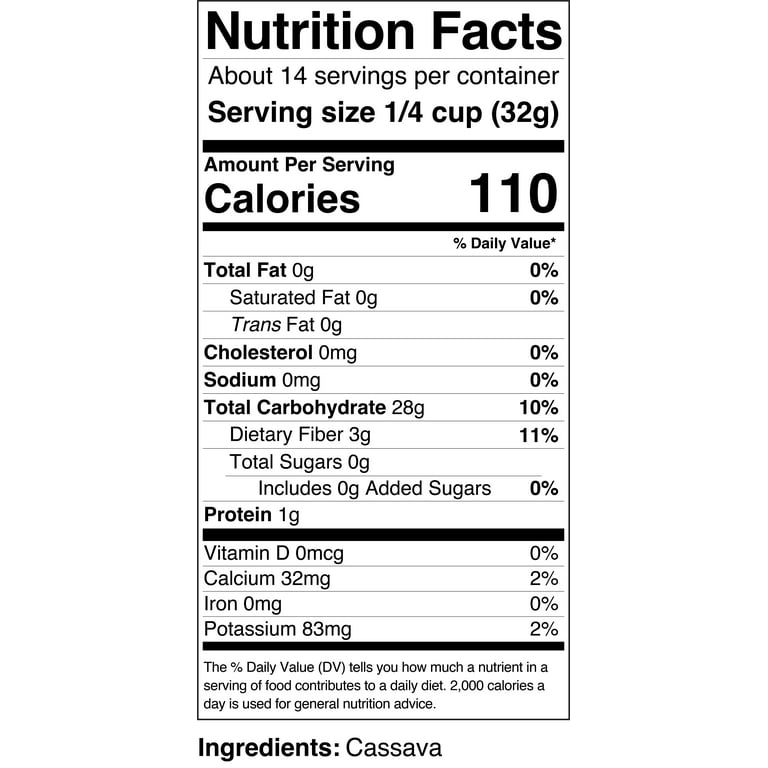 Nutrition Facts
About 14 servings per container
Serving size 1/4 cup (32g)
Amount Per Serving
Calories 110
% Daily Value*
Total Fat 0g 0%
Saturated Fat 0g 0%
Trans Fat 0g
Cholesterol 0mg 0%
Sodium 0mg 0%
Total Carbohydrate 28g 10%
Dietary Fiber 3g 11%
Total Sugars 0g
Includes 0g Added Sugars 0%
Protein 1g
Vitamin D 0mcg 0%
Calcium 32mg 2%
Iron 0mg 0%
Potassium 83mg 2%
The % Daily Value (DV) tells you how much a nutrient in a
serving of food contributes to a daily diet. 2,000 calories a
day is used for general nutrition advice.
Ingredients: Cassava